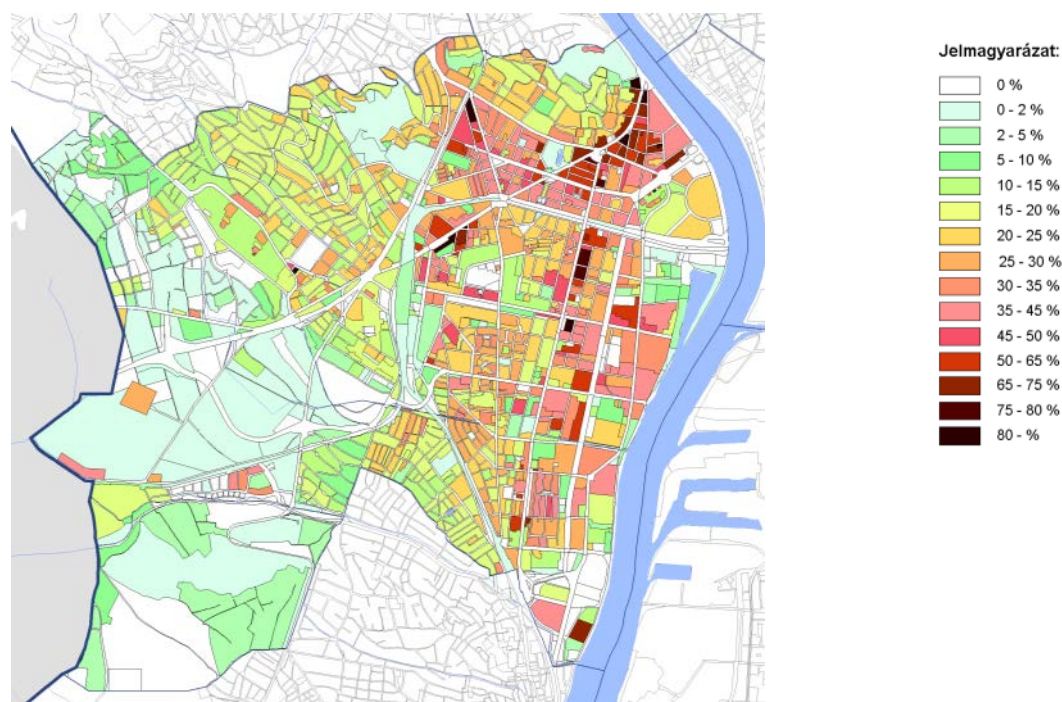 Jelmagyarázat:
0 %
0 - 2 %
2 - 5 %
5 - 10 %
10 - 15 %
15 - 20 %
20 - 25 %
25 - 30 %
30 - 35 %
35 - 45 %
45 - 50 %
50 - 65 %
65 - 75 %
75 - 80 %
80 - %